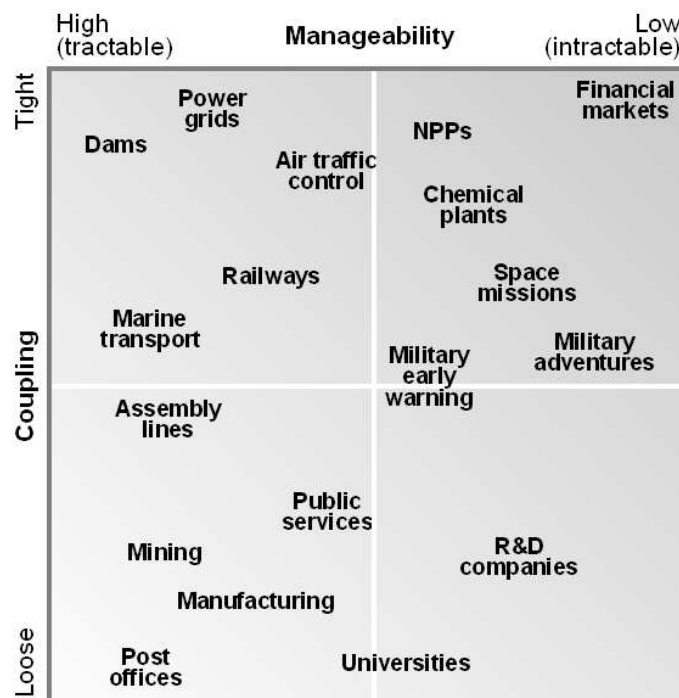 High
(tractable)
Manageability
Low
(intractable)
Tight
Coupling
Loose
Power
grids
Financial
markets
Dams
NPPs
Air traffic
control
Chemical
plants
Railways
Space
missions
Marine
transport
Military
early
warning
Military
adventures
Assembly
lines
Public
services
Mining
R&D
companies
Manufacturing
Post
offices
Universities